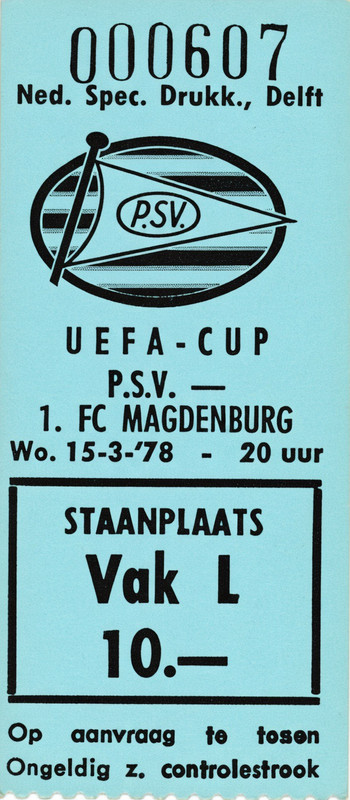 000607
Ned. Spec. Drukk., Delft
P.S.V.
UEFA-CUP
P.S.V. —
1. FC MAGDENBURG
Wo. 15-3-'78 - 20 uur
STAANPLAATS
Vak L
10.—
Op aanvraag te tosen
Ongeldig z. controlestrook